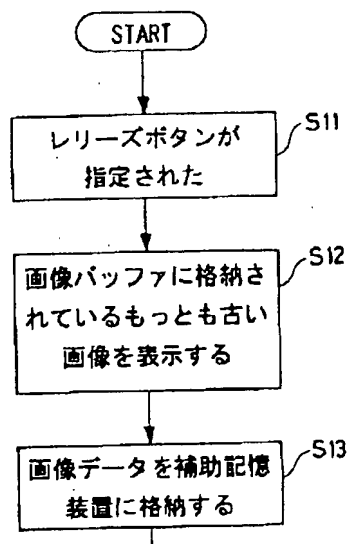 START
レリーズボタンが
指定された
S11
画像バッファに格納さ
れているもっとも古い
画像を表示する
S12
画像データを補助記憶
装置に格納する
S13